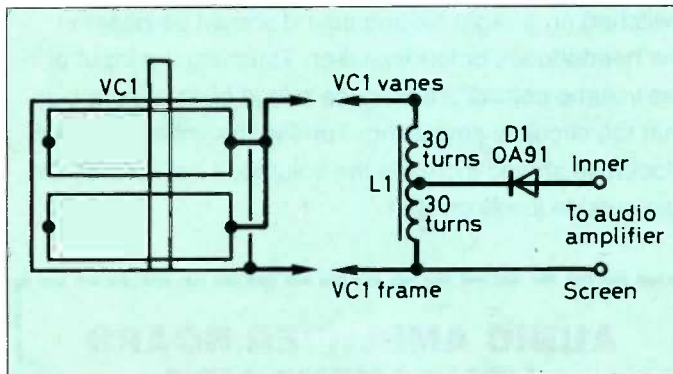 VC1
VC1 vanes
30
turns
L1
30
turns
D1
OA91
Inner
To audio
amplifier
VC1 frame
Screen